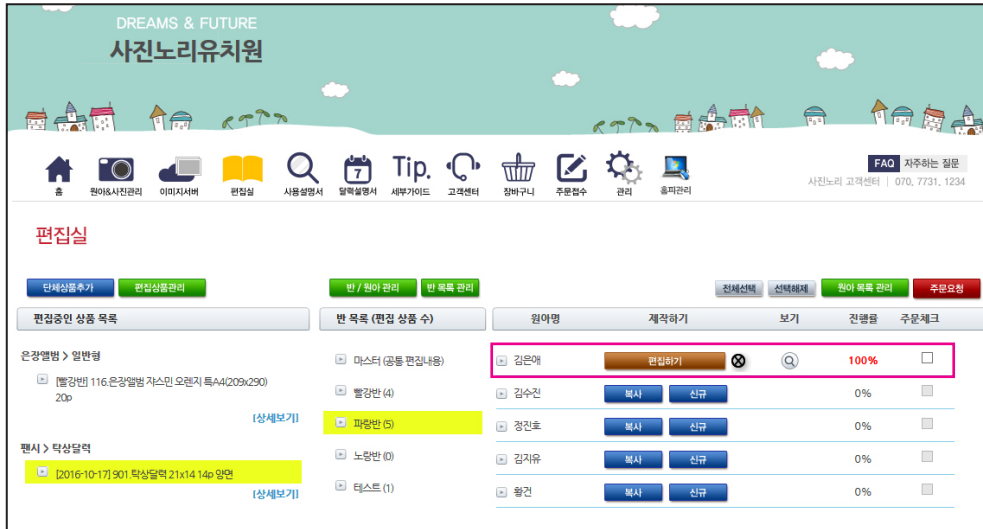 DREAMS & FUTURE
사진노리유치원
7
Tip.
홈 원아&사진관리 이미지서버 편집실 사용설명서 달력설명서 세부가이드 고객센터 장바구니 주문접수 관리 홈피관리
FAQ 자주하는 질문
사진노리 고객센터 | 070, 7731, 1234
편집실
단체상품추가 편집상품관리 반 / 원아 관리 반 목록 관리 전체선택 선택해제 원아 목록 관리 주문요청
편집중인 상품 목록 반 목록 (편집 상품 수) 원아명 제작하기 보기 진행률 주문체크
은장앨범 > 일반형
[빨강반] 116.은장앨범 쟈스민 오렌지 특A4(209x290)
20p
[상세보기]
팬시 > 탁상달력
[2016-10-17] 901.탁상달력 21x14 14p 양면
[상세보기]
마스터 (공통 편집내용)
빨강반 (4)
파랑반 (5)
노랑반 (0)
테스트 (1)
김은애 편집하기 100%
김수진 복사 신규 0%
정진호 복사 신규 0%
김지유 복사 신규 0%
황건 복사 신규 0%